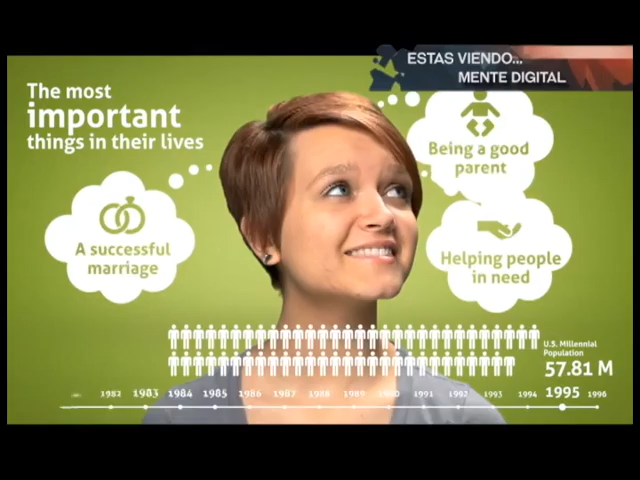 ESTAS VIENDO...
MENTE DIGITAL
The most
important
things in their lives
Being a good
parent
A successful
marriage
Helping people
in need
U.S. Millennial
Population
57.81 M
1982 1983 1984 1985 1986 1987 1988 1989 1990 1991 1992 1993 1994 1995 1996